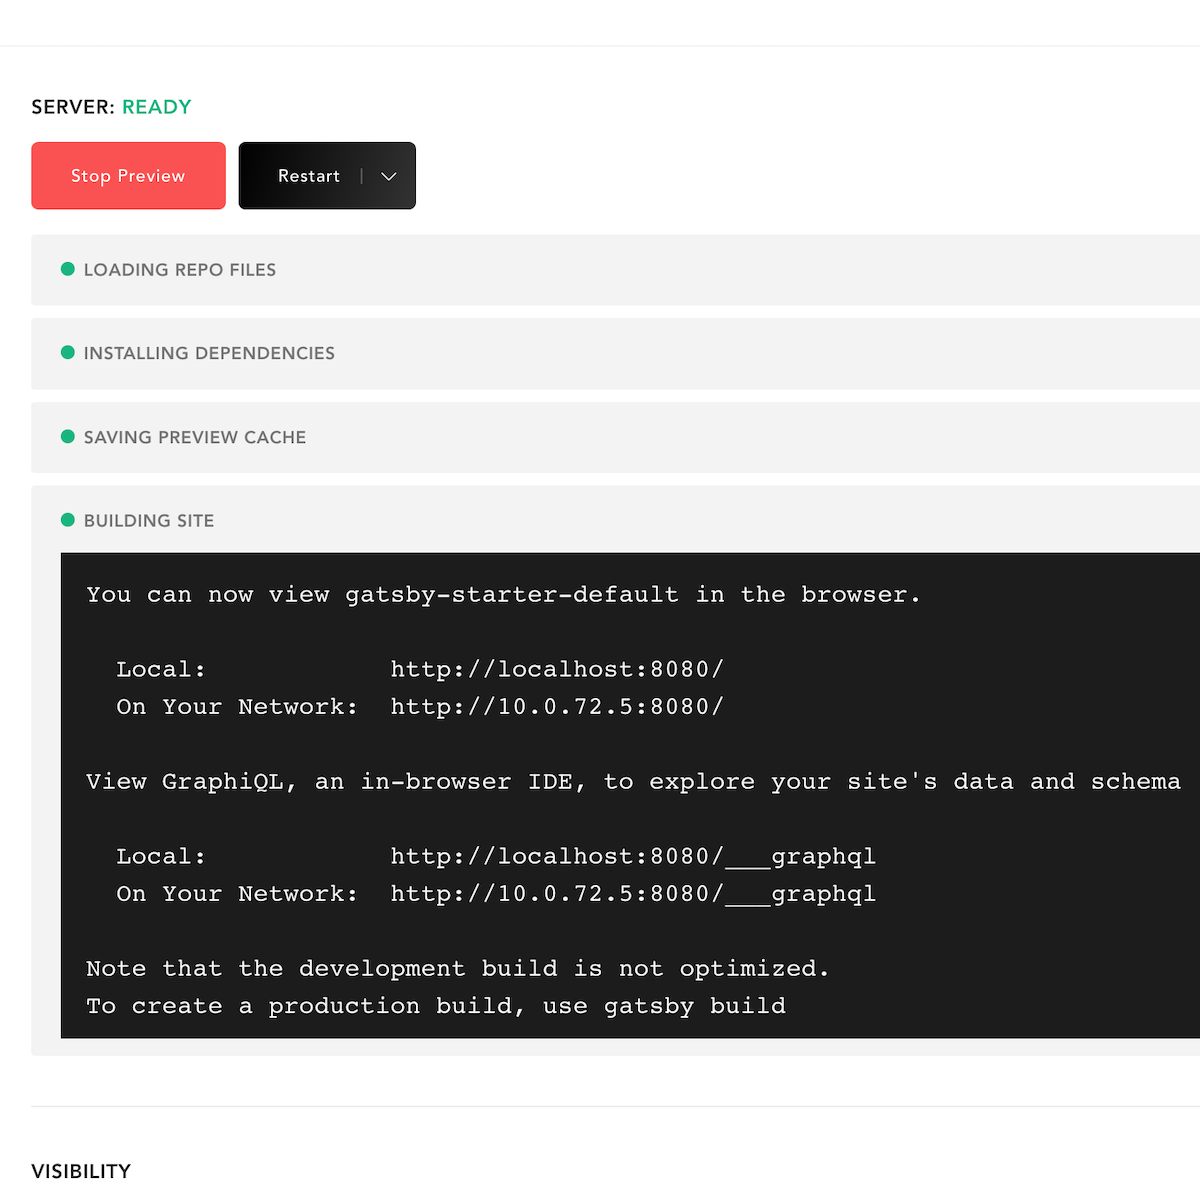 SERVER: READY
Stop Preview
Restart
LOADING REPO FILES
INSTALLING DEPENDENCIES
SAVING PREVIEW CACHE
BUILDING SITE
You can now view gatsby-starter-default in the browser.
Local: http://localhost:8080/
On Your Network: http://10.0.72.5:8080/
View GraphiQL, an in-browser IDE, to explore your site's data and schema
Local: http://localhost:8080/___graphql
On Your Network: http://10.0.72.5:8080/___graphql
Note that the development build is not optimized.
To create a production build, use gatsby build
VISIBILITY